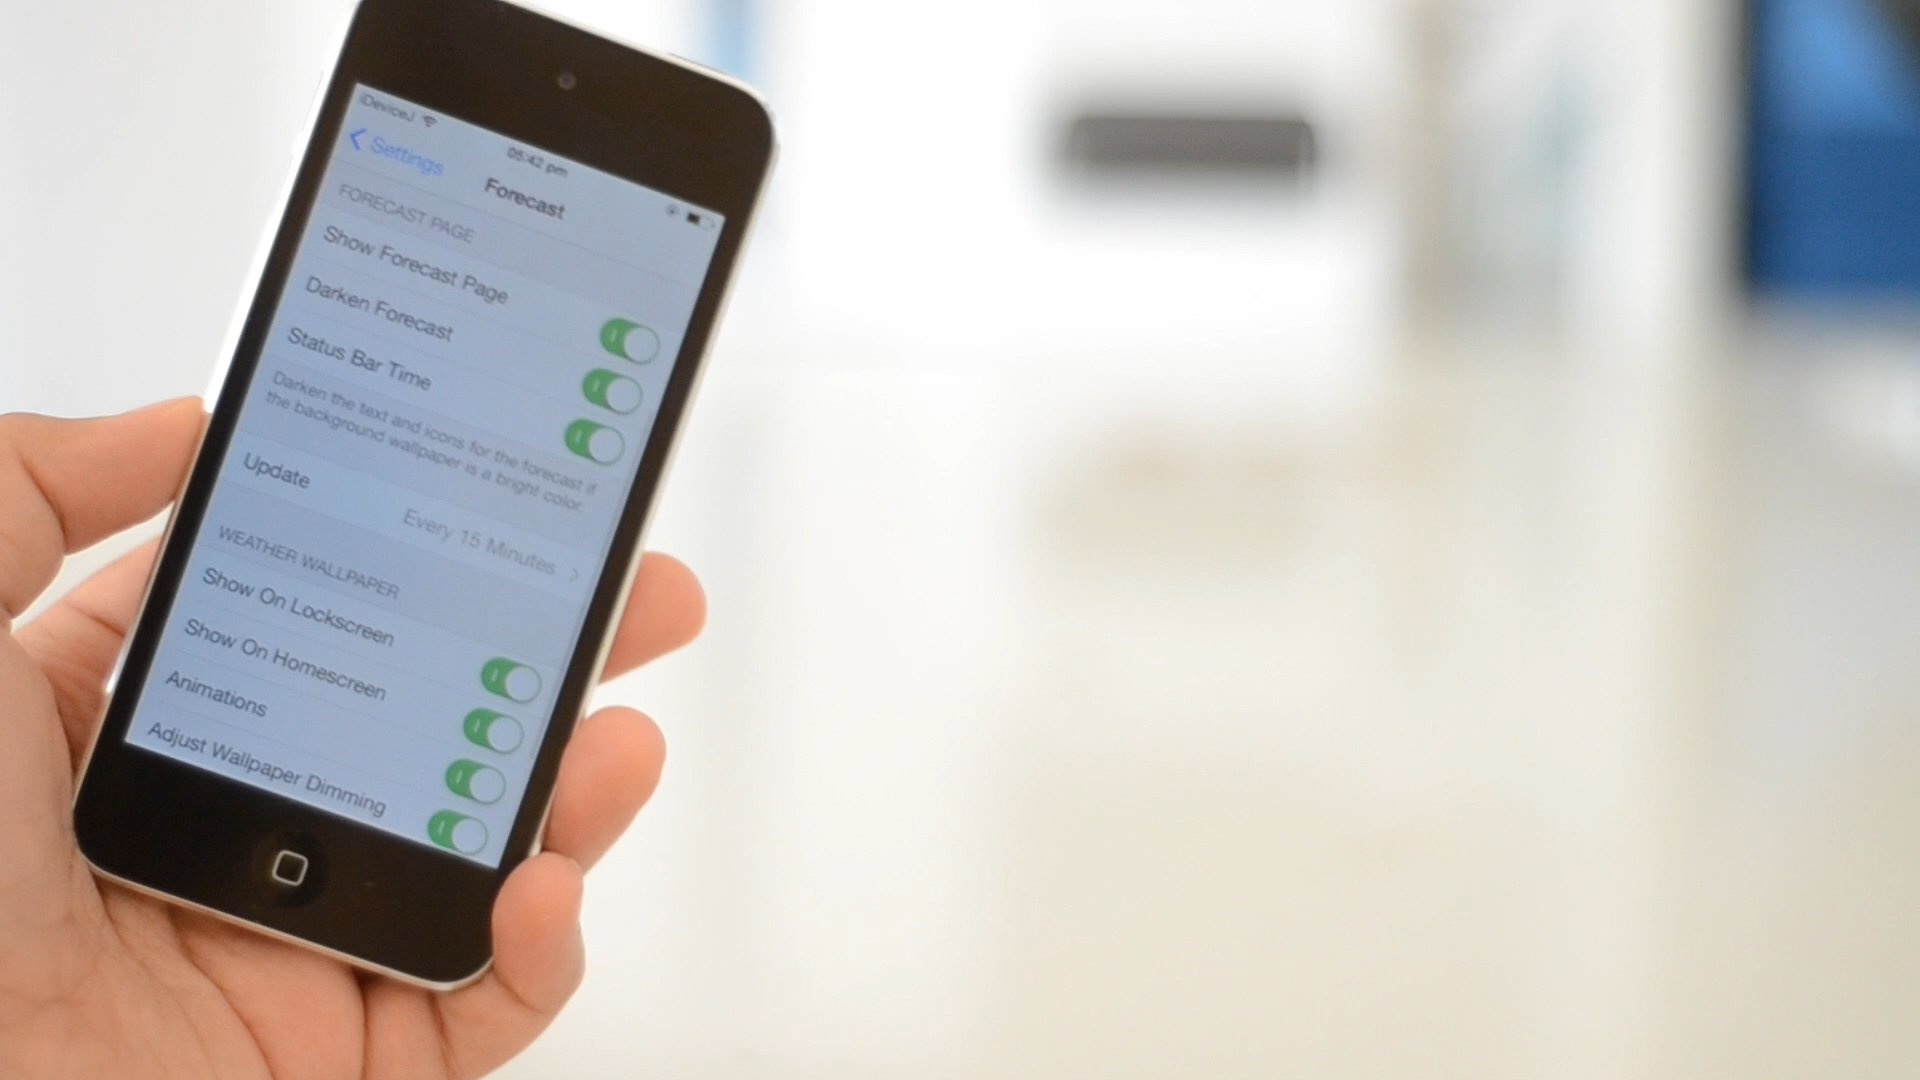 iDeviceJ
05:42 pm
Settings
Forecast
FORECAST PAGE
Show Forecast Page
Darken Forecast
Status Bar Time
Darken the text and icons for the forecast if
the background wallpaper is a bright color.
Update
Every 15 Minutes
WEATHER WALLPAPER
Show On Lockscreen
Show On Homescreen
Animations
Adjust Wallpaper Dimming